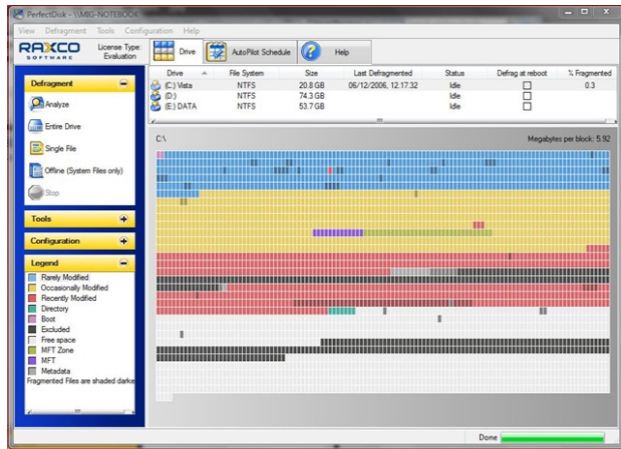 PerfectDisk - \\MIG-NOTEBOOK
View Defragment Tools Configuration Help
RAXCO
SOFTWARE
License Type:
Evaluation
Drive
AutoPilot Schedule
Help
Drive File System Size Last Defragmented Status Defrag at reboot % Fragmented
(C:) Vista NTFS 20.8 GB 06/12/2006, 12.17.32 Idle 0.3
(D:) NTFS 74.3 GB Idle
(E:) DATA NTFS 53.7 GB Idle
Defragment
Analyze
Entire Drive
Single File
Offline (System Files only)
Stop
Tools
Configuration
Legend
Rarely Modified
Occasionally Modified
Recently Modified
Directory
Boot
Excluded
Free space
MFT Zone
MFT
Metadata
Fragmented Files are shaded darke
C:\ Megabytes per block: 5.92
Done